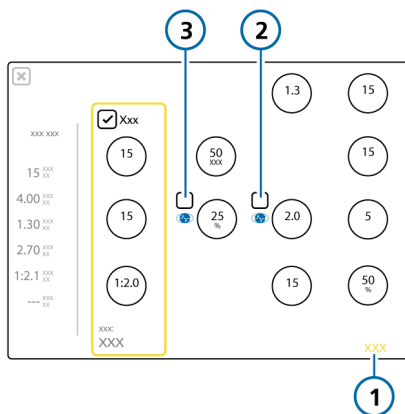 3
2
1.3
15
xxx xxx
Xxx
15
50
xxx
15
15 xxx
xx
4.00 xxx
xx
1.30 xxx
xx
2.70 xxx
xx
1:2.1 xxx
xx
--- xxx
xx
15
25
%
2.0
5
1:2.0
15
50
%
xxx:
XXX
XXX
1